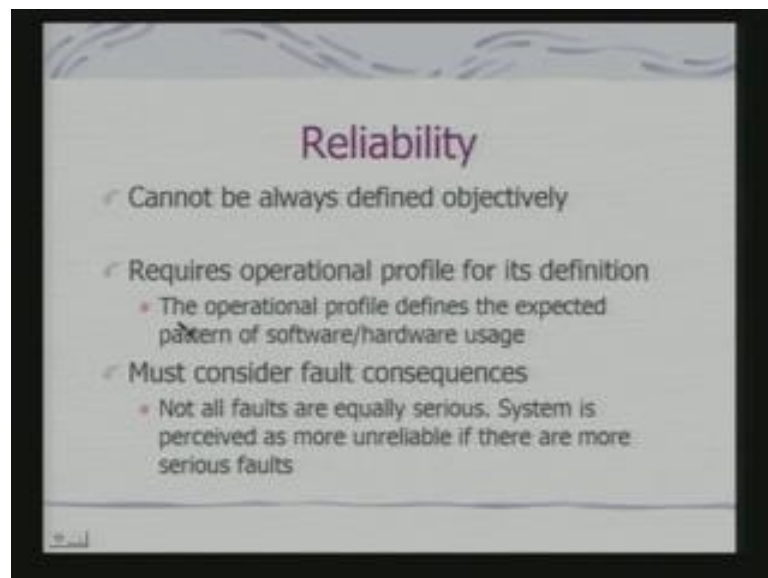 Reliability
Cannot be always defined objectively
Requires operational profile for its definition
The operational profile defines the expected
pattern of software/hardware usage
Must consider fault consequences
Not all faults are equally serious. System is
perceived as more unreliable if there are more
serious faults